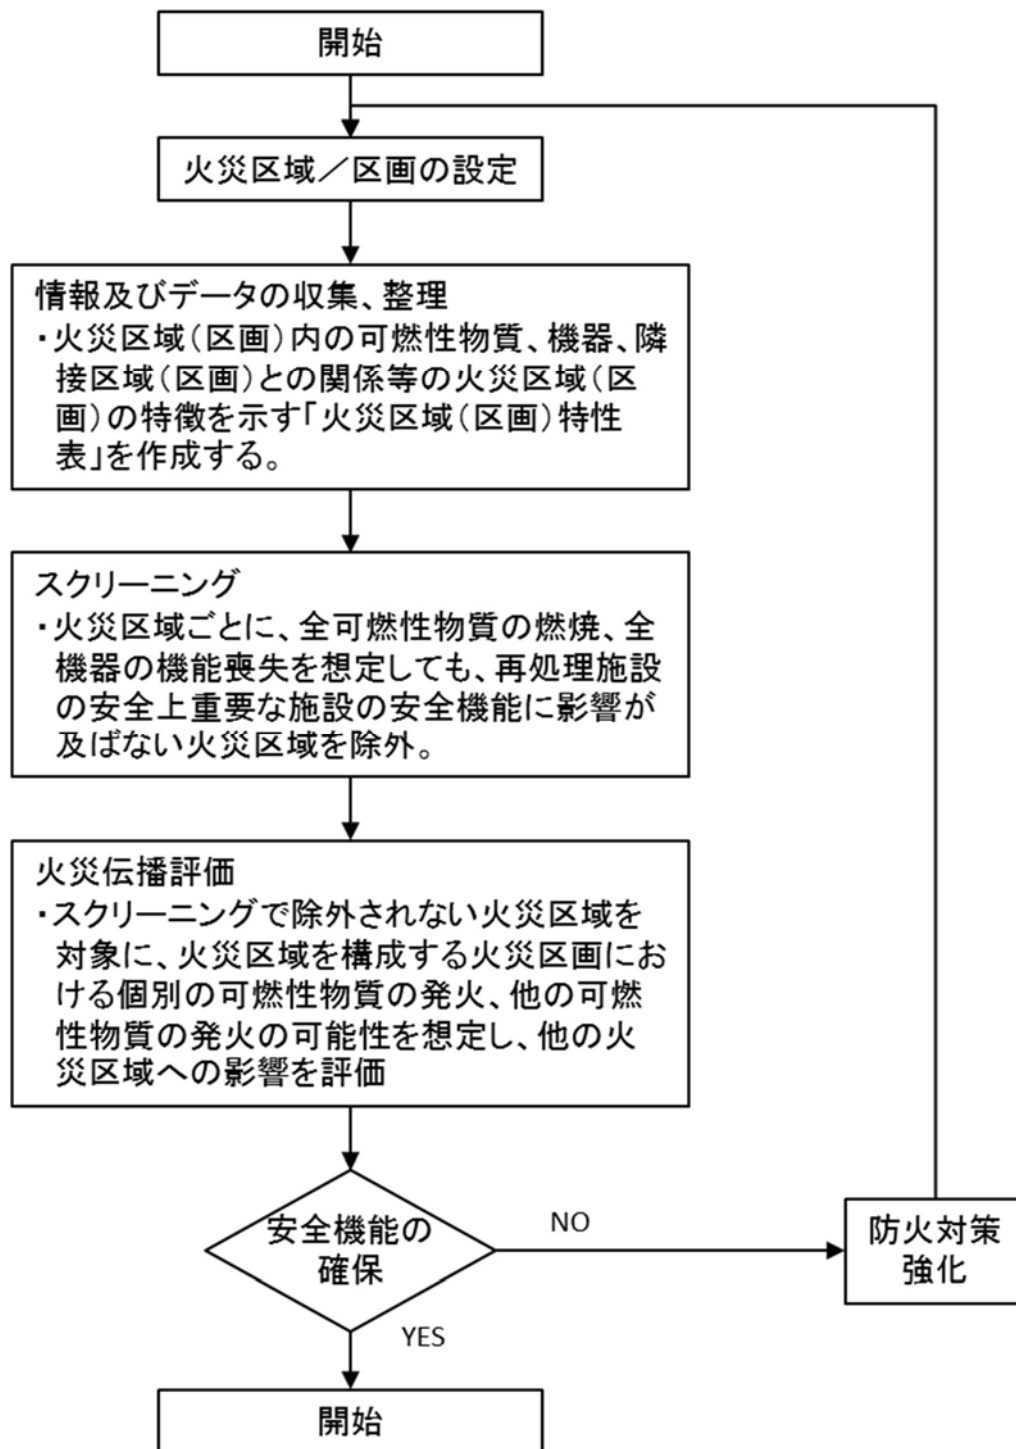 開始
火災区域／区画の設定
情報及びデータの収集、整理
・火災区域（区画）内の可燃性物質、機器、隣
接区域（区画）との関係等の火災区域（区
画）の特徴を示す「火災区域（区画）特性
表」を作成する。
スクリーニング
・火災区域ごとに、全可燃性物質の燃焼、全
機器の機能喪失を想定しても、再処理施設
の安全上重要な施設の安全機能に影響が
及ばない火災区域を除外。
火災伝播評価
・スクリーニングで除外されない火災区域を
対象に、火災区域を構成する火災区画にお
ける個別の可燃性物質の発火、他の可燃
性物質の発火の可能性を想定し、他の火
災区域への影響を評価
安全機能の
確保
NO
防火対策
強化
YES
開始